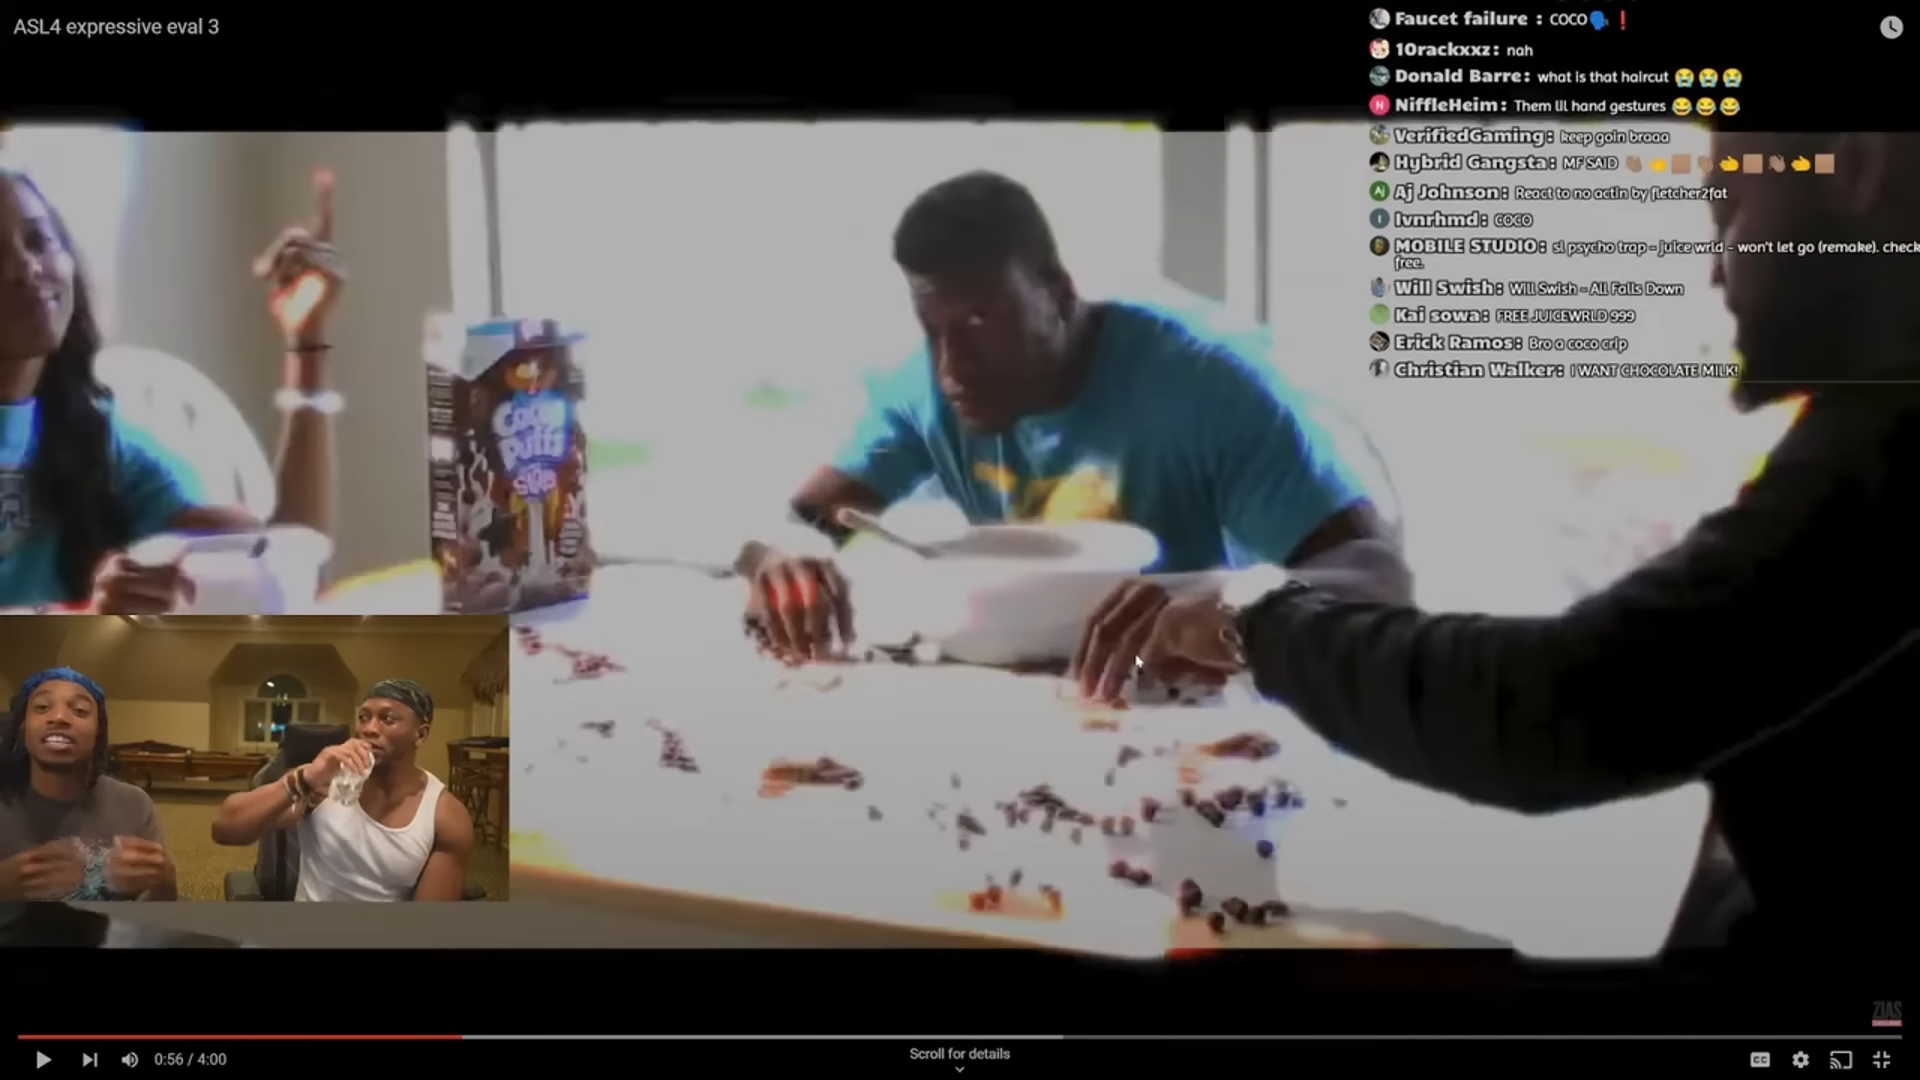 ASL4 expressive eval 3
Faucet failure : COCO🗣️❗
10rackxxz: nah
Donald Barre: what is that haircut 😭😭😭
NiffleHeim: Them lil hand gestures 😂😂😂
VerifiedGaming: keep goin braaa
Hybrid Gangsta: MF SAID
Aj Johnson: React to no actin by fletcher2fat
lvnrhmd: COCO
MOBILE STUDIO: sl psycho trap - juice wrld - won't let go (remake). check
free.
Will Swish: Will Swish - All Falls Down
Kai sowa: FREE JUICEWRLD 999
Erick Ramos: Bro a coco crip
Christian Walker: I WANT CHOCOLATE MILK!
Puffs
ZIAS
0:56 / 4:00
Scroll for details
CC